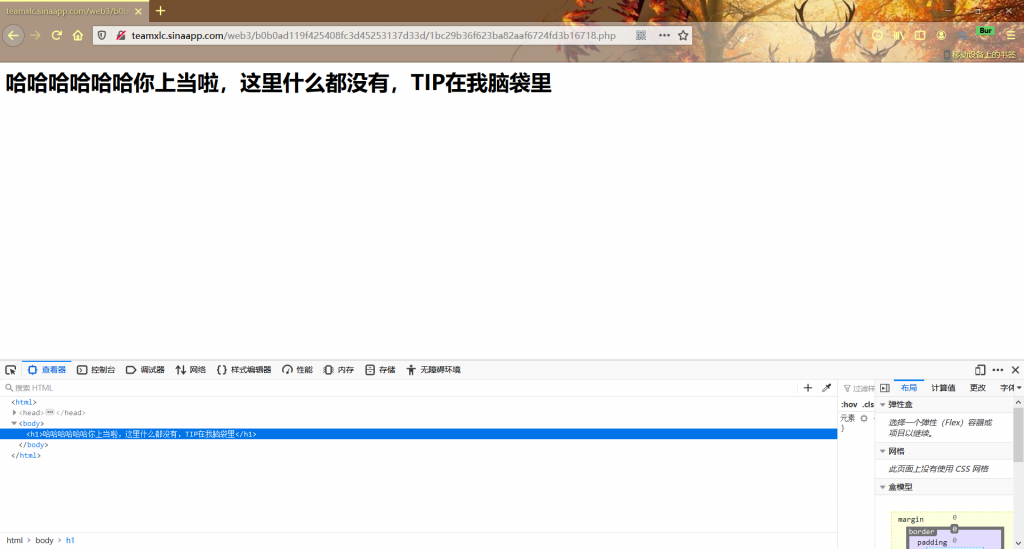 teamxlc.sinaapp.com/web3/b0b
teamxlc.sinaapp.com/web3/b0b0ad119f425408fc3d45253137d33d/1bc29b36f623ba82aaf6724fd3b16718.php
Bur
移动设备上的书签
哈哈哈哈哈哈你上当啦，这里什么都没有，TIP在我脑袋里
查看器 控制台 调试器 网络 样式编辑器 性能 内存 存储 无障碍环境
搜索 HTML
过滤样
布局 计算值 更改 字体
<html>
<head> </head>
<body>
<h1>哈哈哈哈哈哈你上当啦，这里什么都没有，TIP在我脑袋里</h1>
</body>
</html>
:hov .cls
元素
}
弹性盒
选择一个弹性（Flex）容器或
项目以继续。
网格
此页面上没有使用 CSS 网格
盒模型
margin 0
border 0
padding 0
html > body > h1